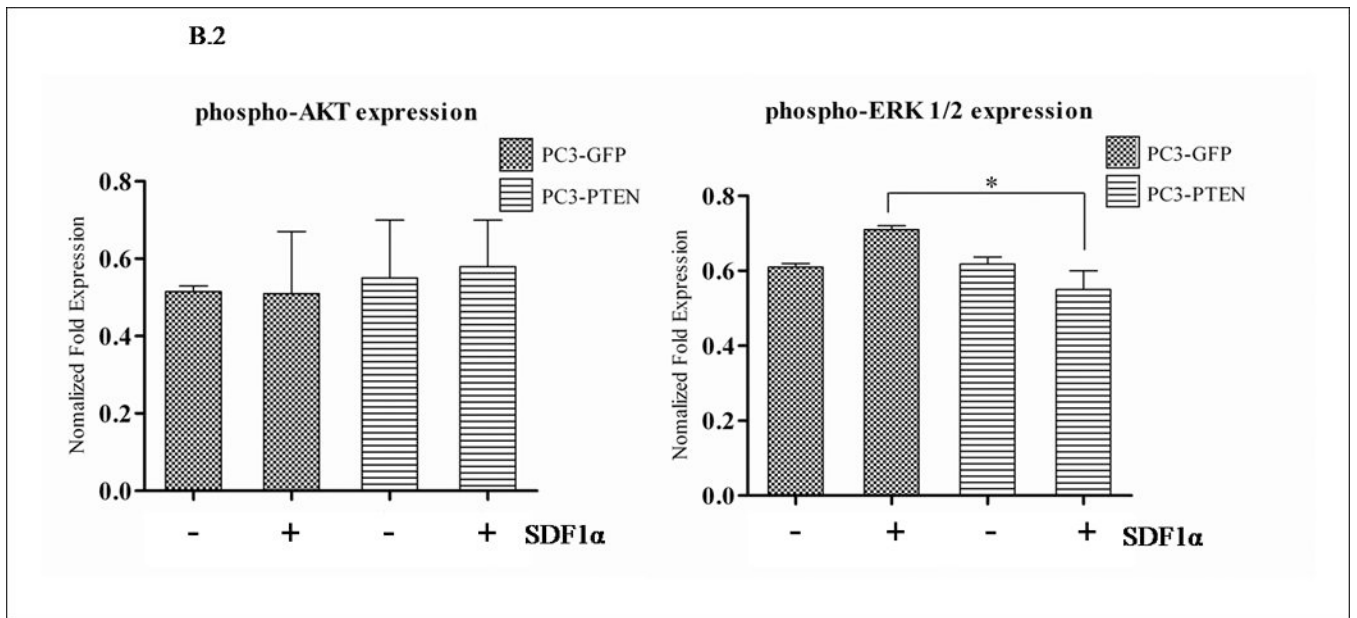 B.2
phospho-AKT expression
PC3-GFP
PC3-PTEN
Nomalized Fold Expression
0.8
0.6
0.4
0.2
0.0
- + - + SDF1α
phospho-ERK 1/2 expression
PC3-GFP
PC3-PTEN
Nomalized Fold Expression
0.8
0.6
0.4
0.2
0.0
*
- + - + SDF1α